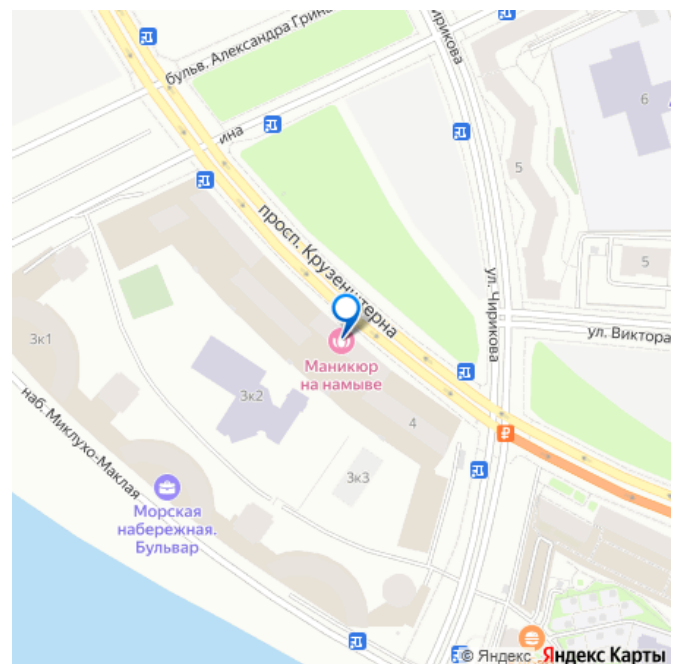 бульв. Александра Грина
ина
Чирикова
6
5
5
просп. Крузенштерна
ул. Чирикова
ул. Виктора
3к1
Маникюр
на намыве
3к2
4
3к3
наб. Миклухо-Маклая
Морская
набережная.
Бульвар
© Яндекс Яндекс Карты